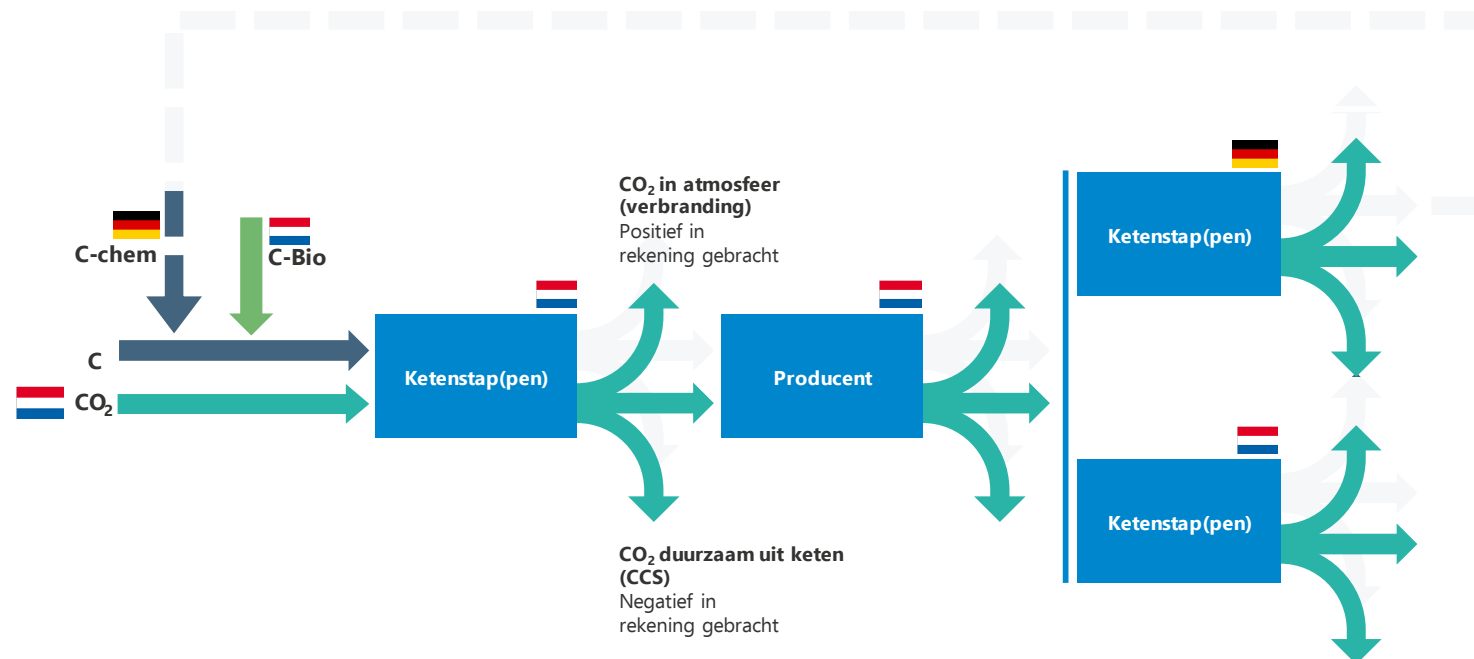 CO₂ in atmosfeer
(verbranding)
Positief in
rekening gebracht
C-chem
C-Bio
C
CO₂
Ketenstap(pen)
Producent
Ketenstap(pen)
Ketenstap(pen)
CO₂ duurzaam uit keten
(CCS)
Negatief in
rekening gebracht